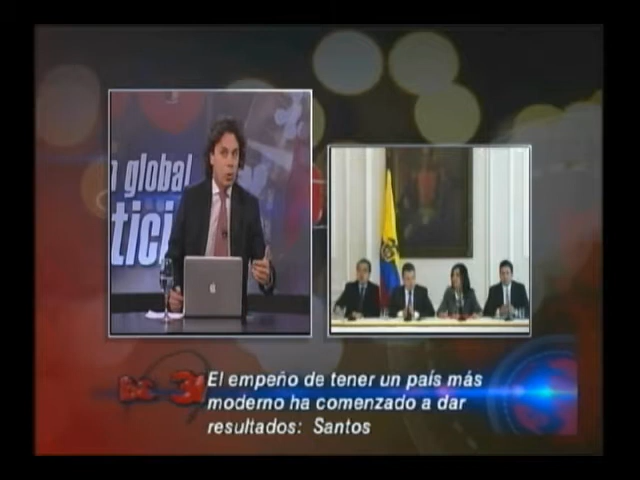 global
tici
El empeño de tener un país más
moderno ha comenzado a dar
resultados: Santos